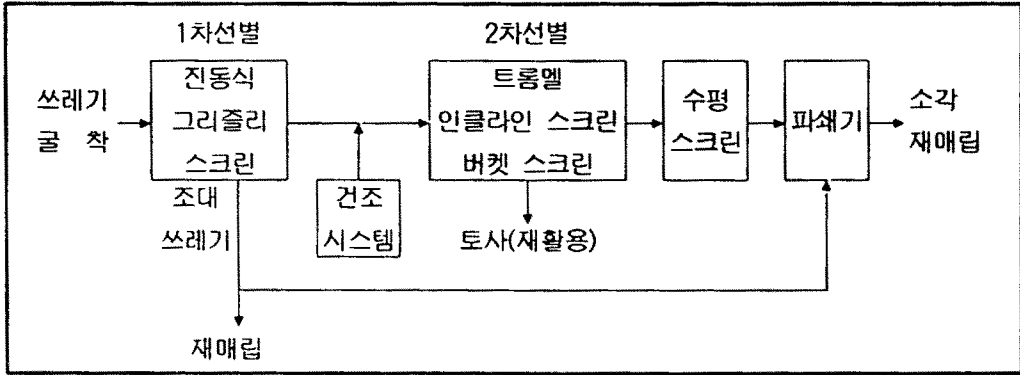 1차선별
2차선별
쓰레기
굴 착
진동식
그리즐리
스크린
트롬멜
인클라인 스크린
버켓 스크린
수평
스크린
파쇄기
소각
재매립
조대
쓰레기
건조
시스템
토사(재활용)
재매립